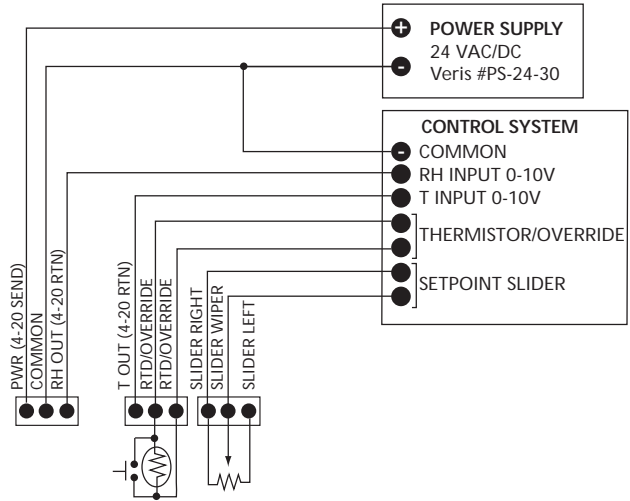 + POWER SUPPLY
24 VAC/DC
- Veris #PS-24-30
CONTROL SYSTEM
- COMMON
RH INPUT 0-10V
T INPUT 0-10V
THERMISTOR/OVERRIDE
SETPOINT SLIDER
PWR (4-20 SEND)
COMMON
RH OUT (4-20 RTN)
T OUT (4-20 RTN)
RTD/OVERRIDE
RTD/OVERRIDE
SLIDER RIGHT
SLIDER WIPER
SLIDER LEFT